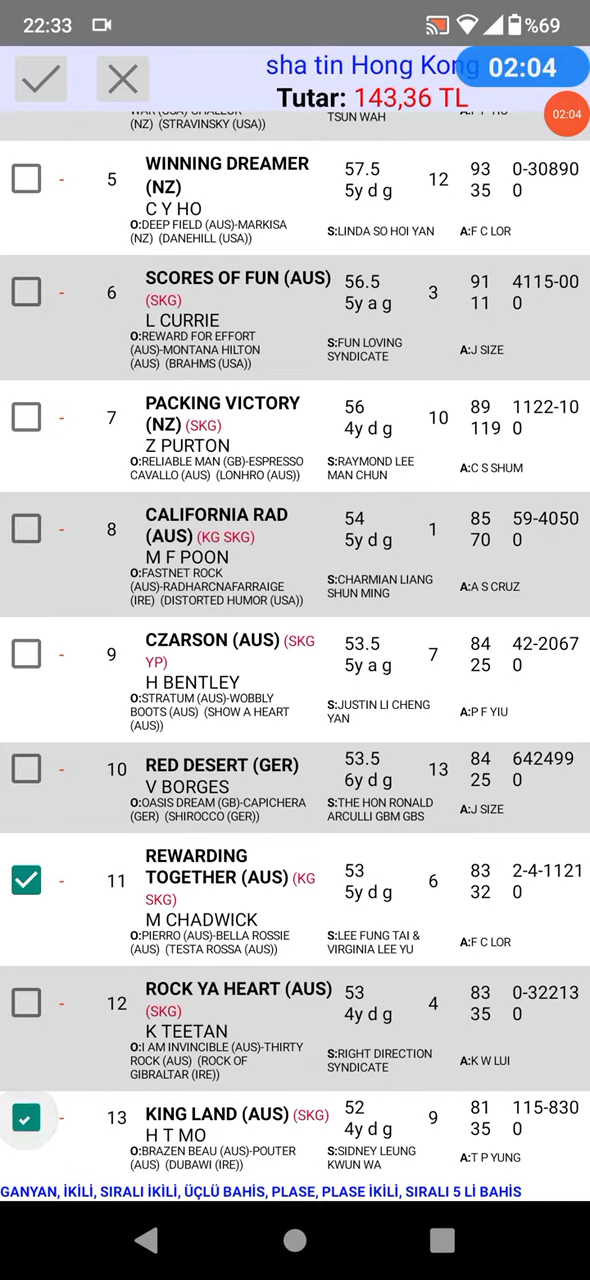 22:33 %69
sha tin Hong Kong 02:04
Tutar: 143,36 TL
02:04
(NZ) (STRAVINSKY (USA)) TSUN WAH
5 WINNING DREAMER (NZ) 57.5 12 93 0-30890
5y d g 35 0
C Y HO
O:DEEP FIELD (AUS)-MARKISA S:LINDA SO HOI YAN A:F C LOR
(NZ) (DANEHILL (USA))
6 SCORES OF FUN (AUS) 56.5 3 91 4115-00
(SKG) 5y a g 11 0
L CURRIE
O:REWARD FOR EFFORT S:FUN LOVING A:J SIZE
(AUS)-MONTANA HILTON SYNDICATE
(AUS) (BRAHMS (USA))
7 PACKING VICTORY 56 10 89 1122-10
(NZ) (SKG) 4y d g 119 0
Z PURTON
O:RELIABLE MAN (GB)-ESPRESSO S:RAYMOND LEE A:C S SHUM
CAVALLO (AUS) (LONHRO (AUS)) MAN CHUN
8 CALIFORNIA RAD 54 1 85 59-4050
(AUS) (KG SKG) 5y d g 70 0
M F POON
O:FASTNET ROCK S:CHARMIAN LIANG A:A S CRUZ
(AUS)-RADHARCNAFARRAIGE SHUN MING
(IRE) (DISTORTED HUMOR (USA))
9 CZARSON (AUS) (SKG 53.5 7 84 42-2067
YP) 5y a g 25 0
H BENTLEY
O:STRATUM (AUS)-WOBBLY S:JUSTIN LI CHENG A:P F YIU
BOOTS (AUS) (SHOW A HEART YAN
(AUS))
10 RED DESERT (GER) 53.5 13 84 642499
V BORGES 6y d g 25 0
O:OASIS DREAM (GB)-CAPICHERA S:THE HON RONALD A:J SIZE
(GER) (SHIROCCO (GER)) ARCULLI GBM GBS
11 REWARDING 53 6 83 2-4-1121
TOGETHER (AUS) (KG 5y d g 32 0
SKG)
M CHADWICK
O:PIERRO (AUS)-BELLA ROSSIE S:LEE FUNG TAI & A:F C LOR
(AUS) (TESTA ROSSA (AUS)) VIRGINIA LEE YU
12 ROCK YA HEART (AUS) 53 4 83 0-32213
(SKG) 4y d g 35 0
K TEETAN
O:I AM INVINCIBLE (AUS)-THIRTY S:RIGHT DIRECTION A:K W LUI
ROCK (AUS) (ROCK OF SYNDICATE
GIBRALTAR (IRE))
13 KING LAND (AUS) (SKG) 52 9 81 115-830
H T MO 4y d g 35 0
O:BRAZEN BEAU (AUS)-POUTER S:SIDNEY LEUNG A:T P YUNG
(AUS) (DUBAWI (IRE)) KWUN WA
GANYAN, İKİLİ, SIRALI İKİLİ, ÜÇLÜ BAHİS, PLASE, PLASE İKİLİ, SIRALI 5 Lİ BAHİS